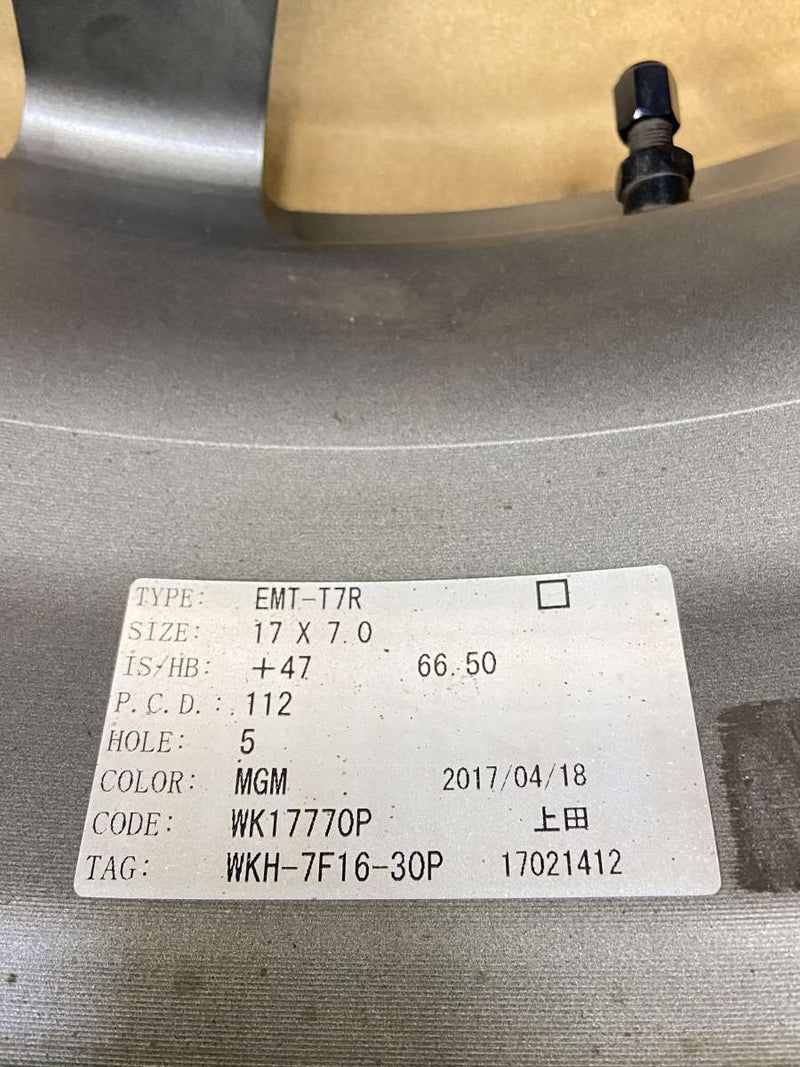 TYPE: EMT-T7R □
SIZE: 17 X 7.0
IS/HB: +47 66.50
P.C.D.: 112
HOLE: 5
COLOR: MGM 2017/04/18
CODE: WK17770P 上田
TAG: WKH-7F16-30P 17021412